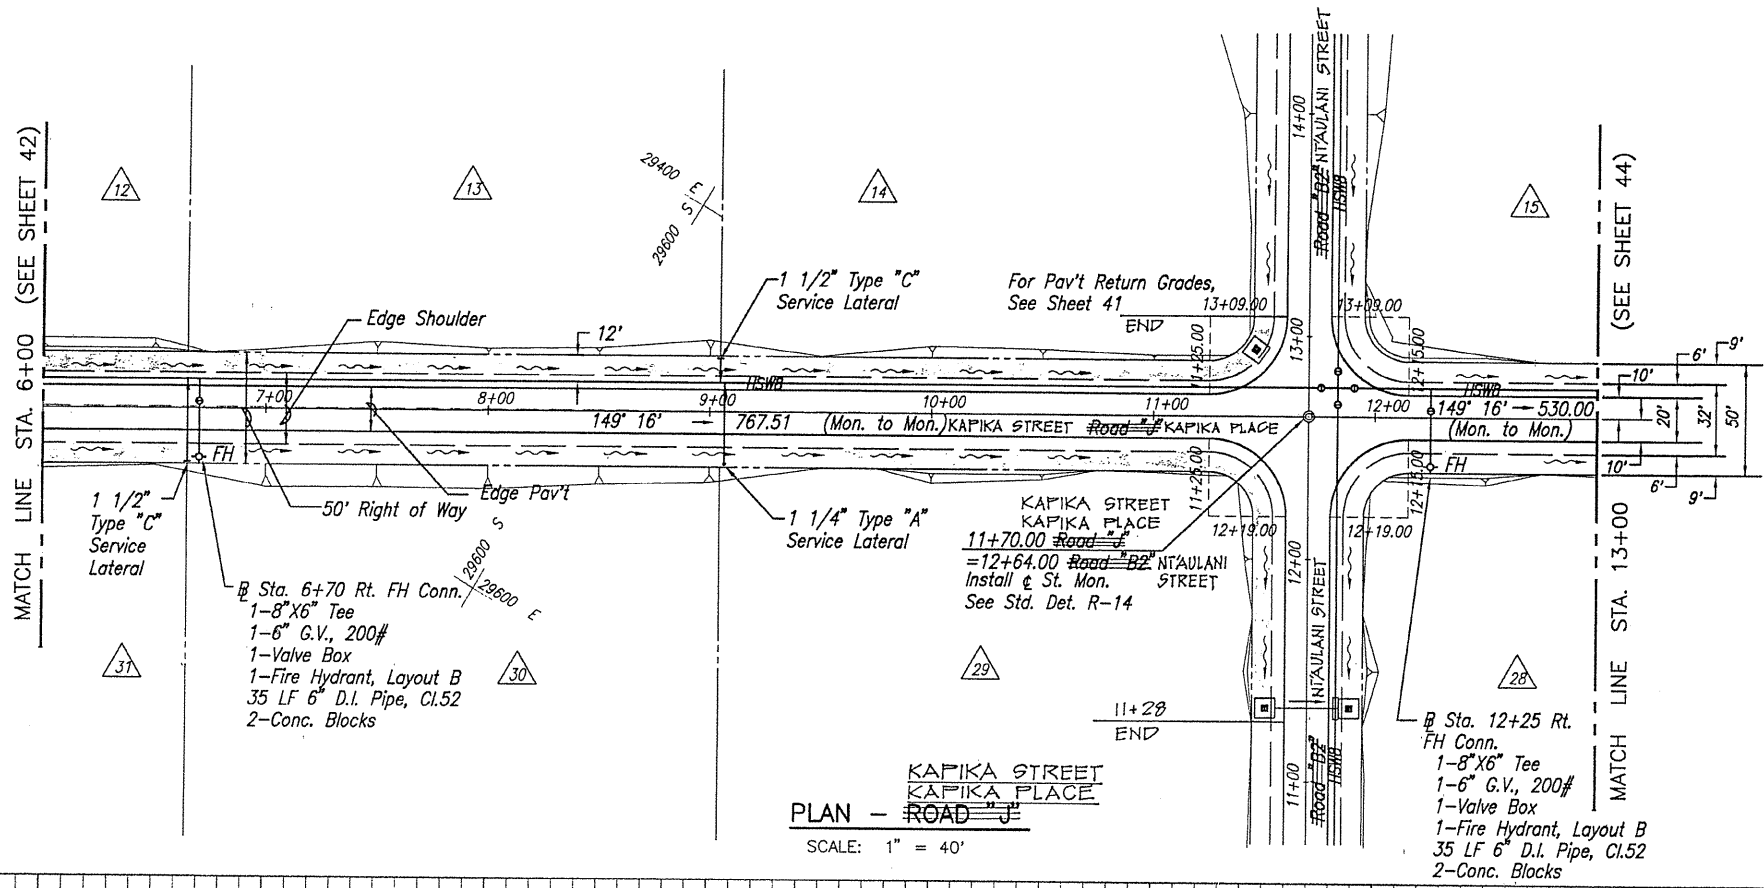 MATCH LINE STA. 6+00 (SEE SHEET 42)
12
13
14
15
29400 E
29600 S
NI'AULANI STREET
Road "B2"
HSWB
14+00
1 1/2" Type "C"
Service Lateral
For Pav't Return Grades,
See Sheet 41
END
13+09.00
13+09.00
13+00
11+25.00
12+15.00
Edge Shoulder
12'
HSWB
HSWB
7+00
8+00
9+00
10+00
11+00
12+00
149° 16' → 767.51 (Mon. to Mon.) KAPIKA STREET Road "J" KAPIKA PLACE
149° 16' → 530.00
(Mon. to Mon.)
6'
9'
10'
20'
32'
50'
10'
6'
9'
MATCH LINE STA. 13+00 (SEE SHEET 44)
FH
FH
1 1/2"
Type "C"
Service
Lateral
50' Right of Way
Edge Pav't
29600 S
29600 E
1 1/4" Type "A"
Service Lateral
11+25.00
12+15.00
12+19.00
12+19.00
KAPIKA STREET
KAPIKA PLACE
11+70.00 Road "J"
=12+64.00 Road "B2" NI'AULANI
STREET
Install ℄ St. Mon.
See Std. Det. R-14
12+00
NI'AULANI STREET
31
30
29
28
℄ Sta. 6+70 Rt. FH Conn.
1-8"X6" Tee
1-6" G.V., 200#
1-Valve Box
1-Fire Hydrant, Layout B
35 LF 6" D.I. Pipe, Cl.52
2-Conc. Blocks
11+28
END
Road "B2"
HSWB
11+00
℄ Sta. 12+25 Rt.
FH Conn.
1-8"X6" Tee
1-6" G.V., 200#
1-Valve Box
1-Fire Hydrant, Layout B
35 LF 6" D.I. Pipe, Cl.52
2-Conc. Blocks
KAPIKA STREET
KAPIKA PLACE
PLAN - ROAD "J"
SCALE: 1" = 40'